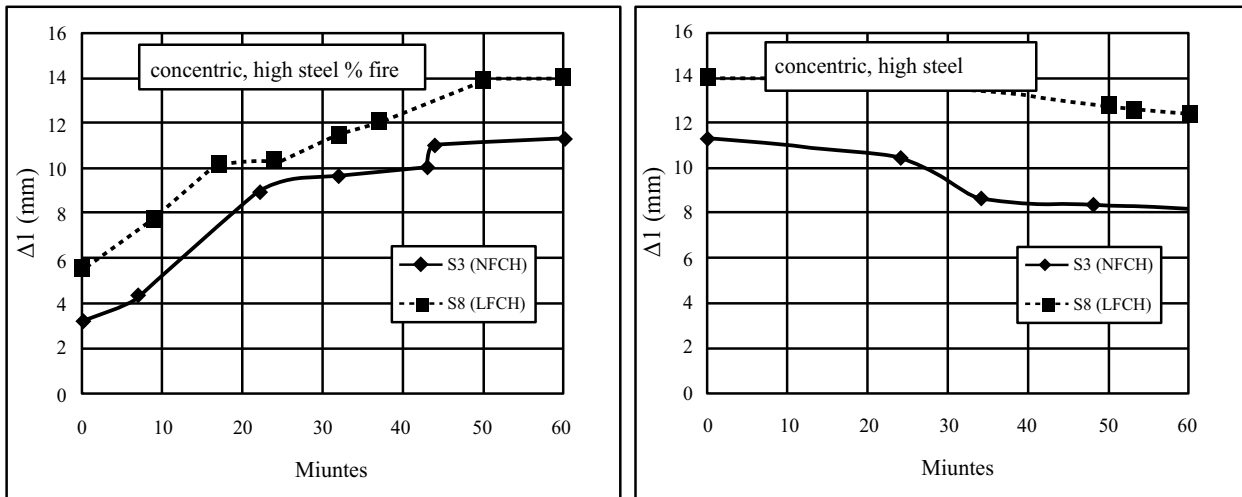 concentric, high steel % fire
Δ1 (mm)
16
14
12
10
8
6
4
2
0
S3 (NFCH)
S8 (LFCH)
0 10 20 30 40 50 60
Miuntes
concentric, high steel
Δ1 (mm)
16
14
12
10
8
6
4
2
0
S3 (NFCH)
S8 (LFCH)
0 10 20 30 40 50 60
Miuntes